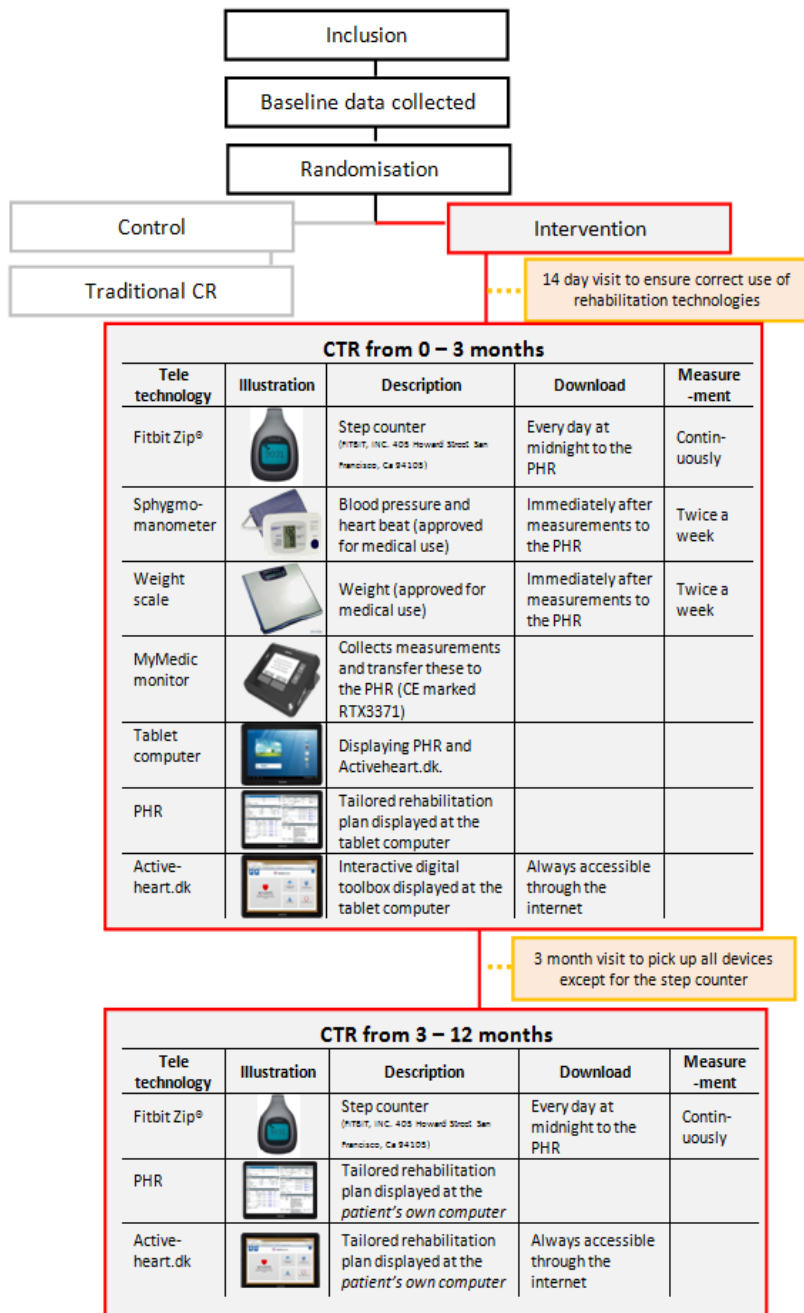 Inclusion
Baseline data collected
Randomisation
Control
Intervention
Traditional CR
14 day visit to ensure correct use of
rehabilitation technologies
CTR from 0 – 3 months
Tele
technology
Illustration
Description
Download
Measure
-ment
Fitbit Zip®
Step counter
(FITBIT, INC. 405 Howard Street San
Francisco, Ca 94105)
Every day at
midnight to the
PHR
Contin-
uously
Sphygmo-
manometer
Blood pressure and
heart beat (approved
for medical use)
Immediately after
measurements to
the PHR
Twice a
week
Weight
scale
Weight (approved for
medical use)
Immediately after
measurements to
the PHR
Twice a
week
MyMedic
monitor
Collects measurements
and transfer these to
the PHR (CE marked
RTX3371)
Tablet
computer
Displaying PHR and
Activeheart.dk.
PHR
Tailored rehabilitation
plan displayed at the
tablet computer
Active-
heart.dk
Interactive digital
toolbox displayed at the
tablet computer
Always accessible
through the
internet
3 month visit to pick up all devices
except for the step counter
CTR from 3 – 12 months
Tele
technology
Illustration
Description
Download
Measure
-ment
Fitbit Zip®
Step counter
(FITBIT, INC. 405 Howard Street San
Francisco, Ca 94105)
Every day at
midnight to the
PHR
Contin-
uously
PHR
Tailored rehabilitation
plan displayed at the
patient's own computer
Active-
heart.dk
Tailored rehabilitation
plan displayed at the
patient's own computer
Always accessible
through the
internet